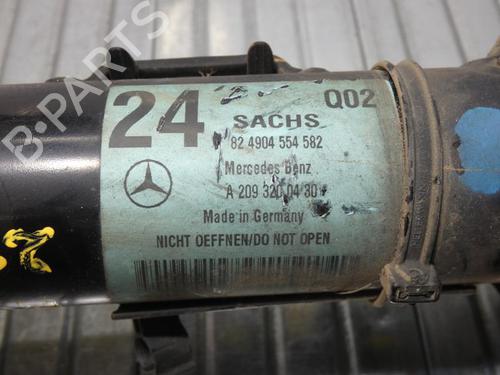 B-PARTS
24
Q02
SACHS
82 4904 554 582
Mercedes Benz
A 209 320 04 30
Made in Germany
NICHT OEFFNEN/DO NOT OPEN